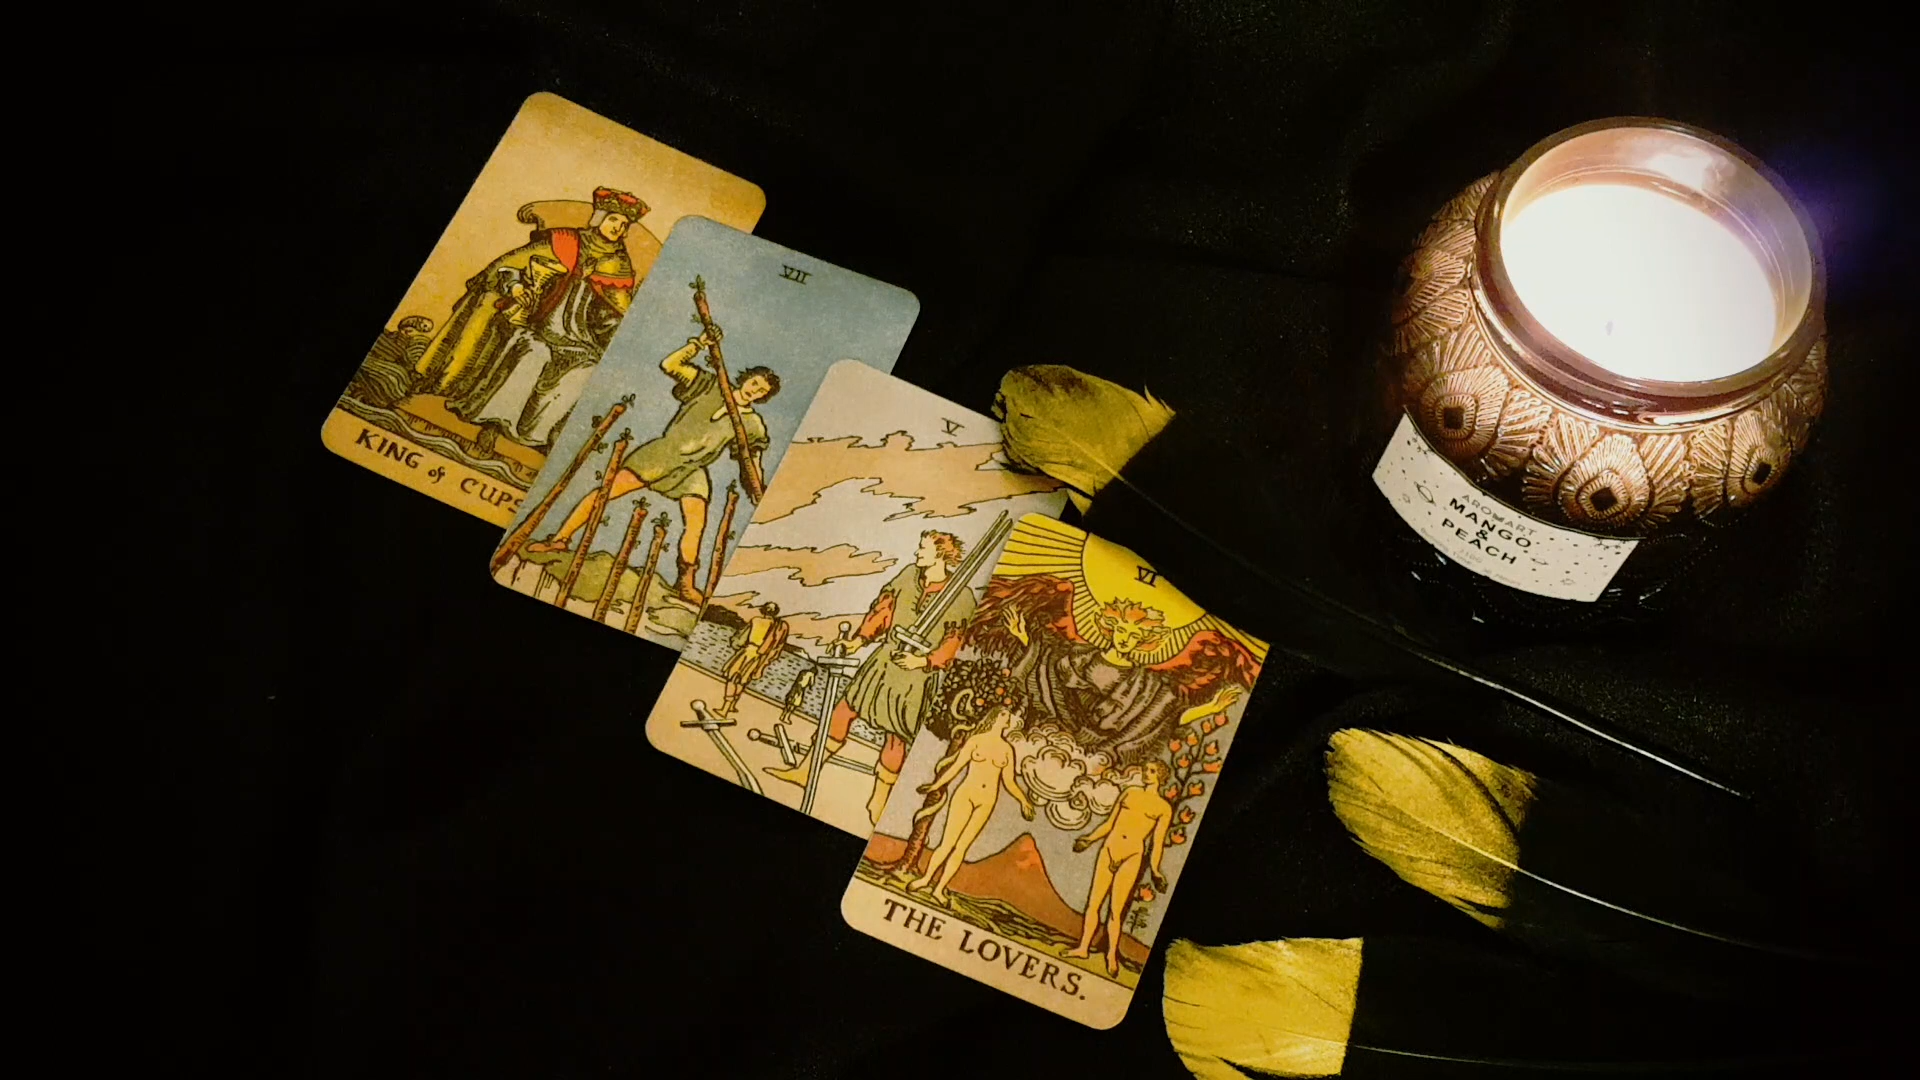 KING of CUPS
VII
V
VI
THE LOVERS.
AROMART
MANGO
&
PEACH